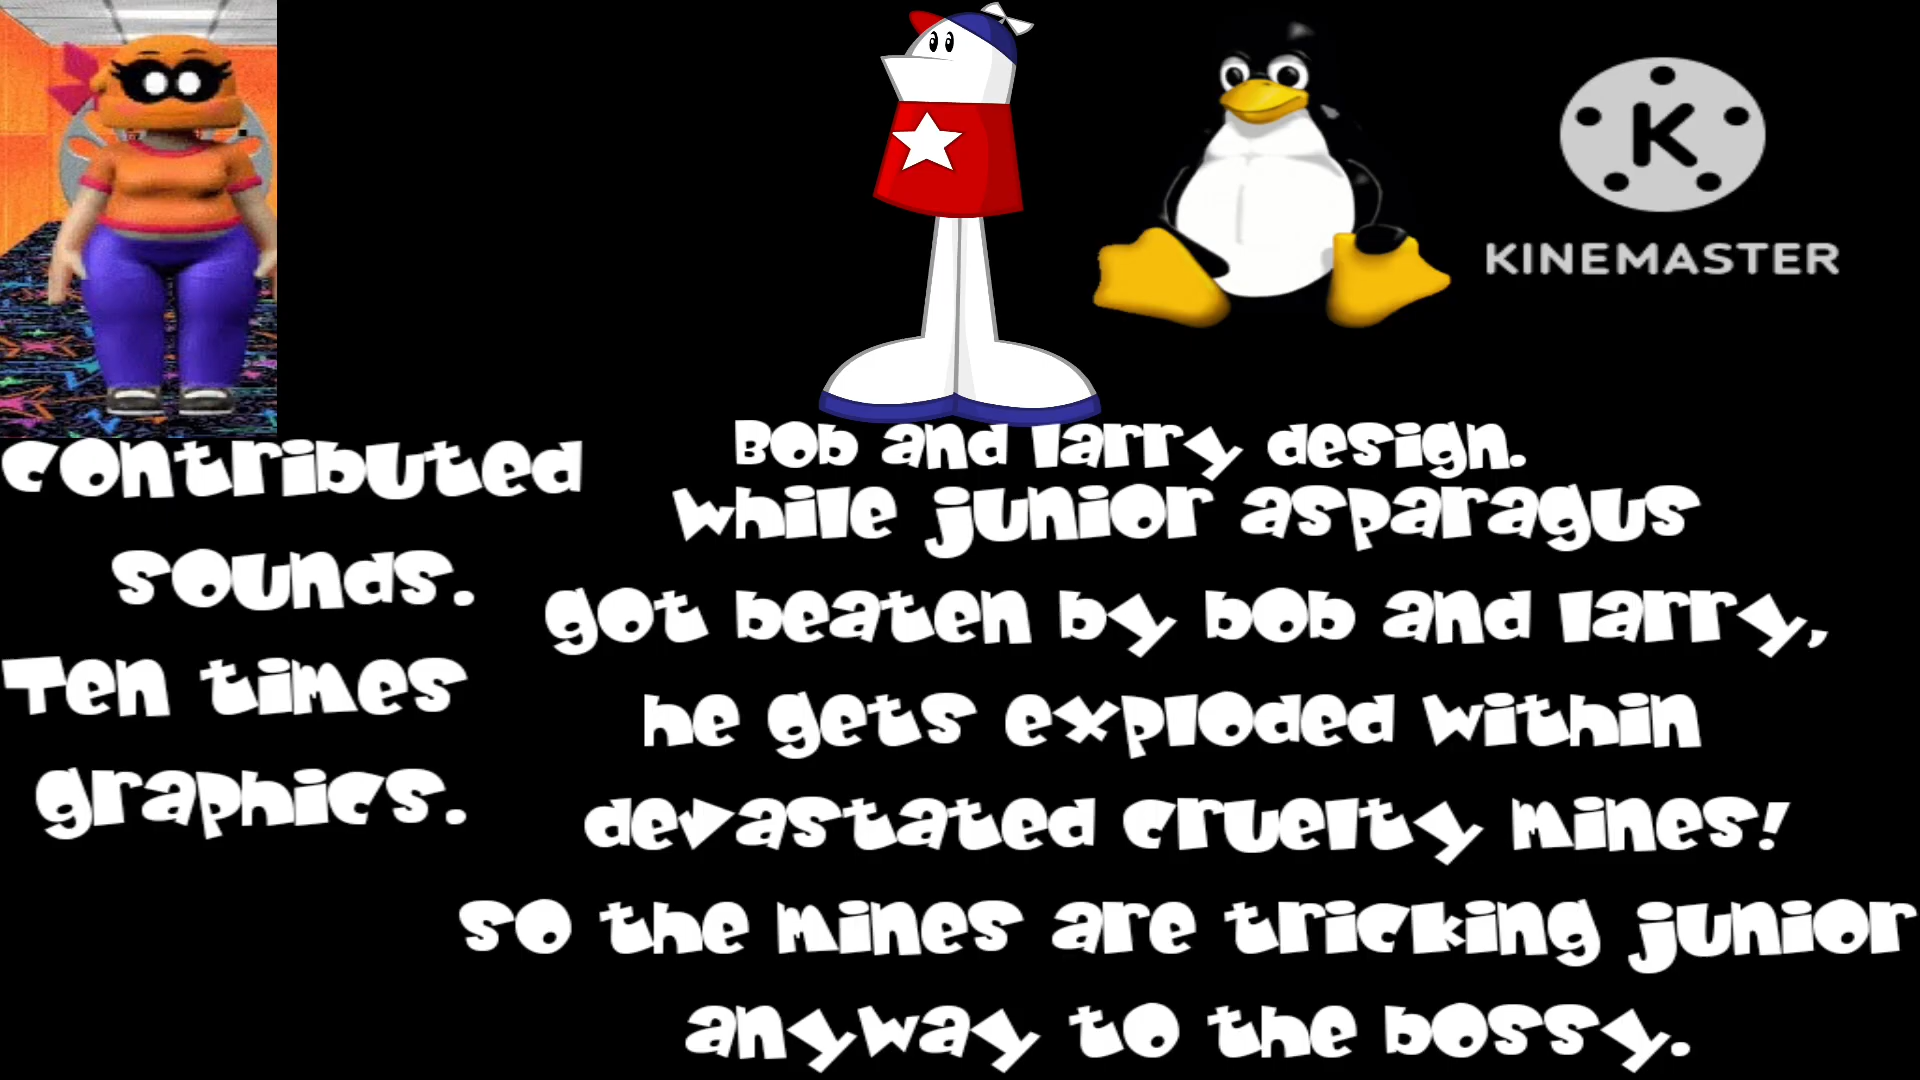 K
KINEMASTER
contributed
sounds.
Ten times
graphics.
Bob and larry design.
While junior asparagus
got beaten by bob and larry,
he gets exploded within
devastated cruelty mines!
so the mines are tricking junior
anyway to the bossy.